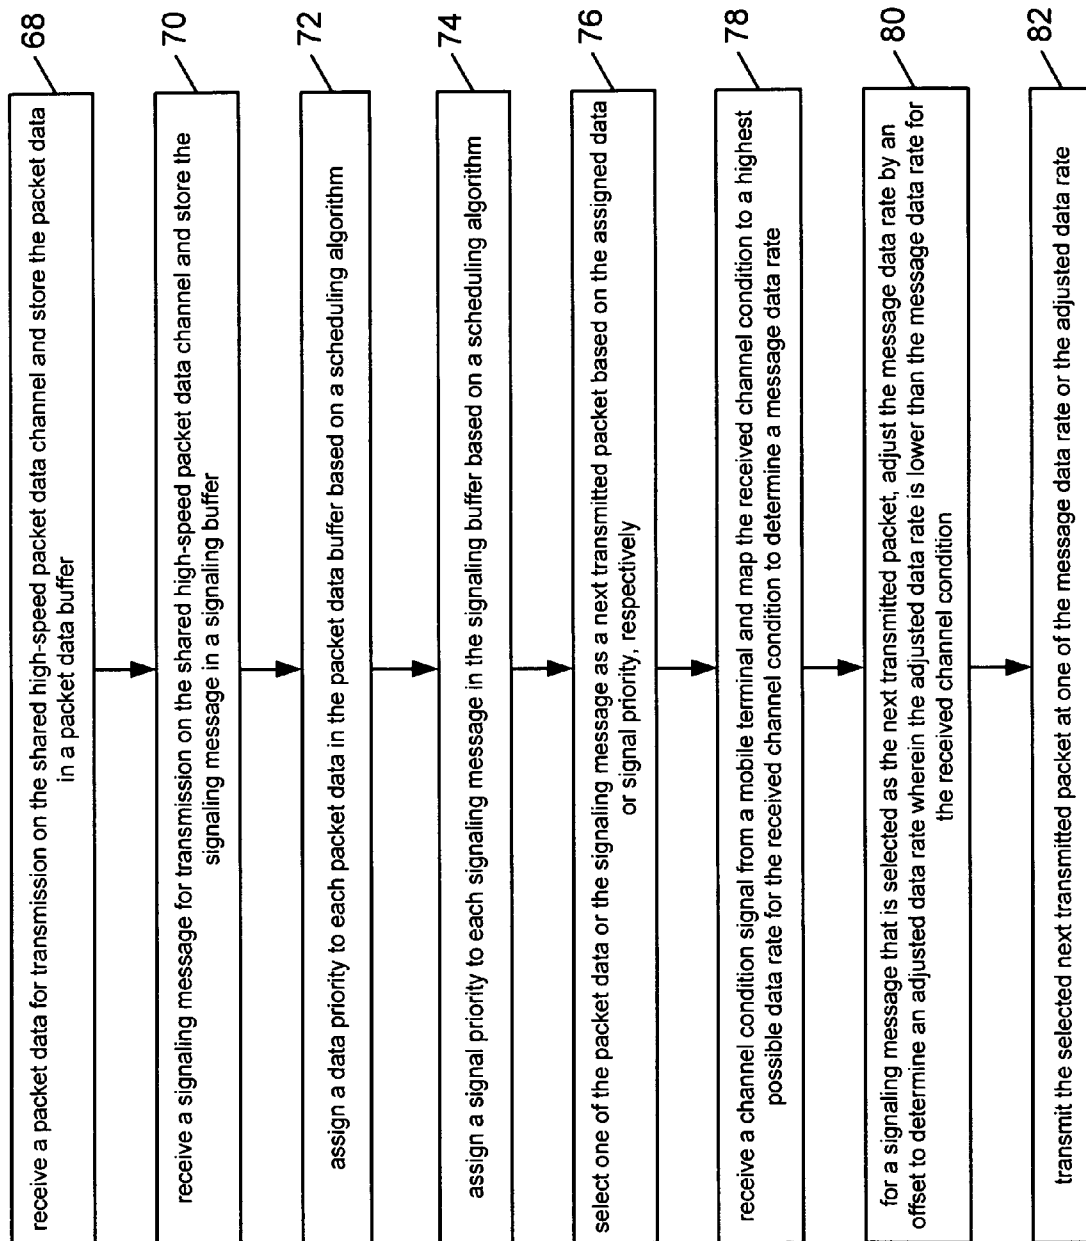 receive a packet data for transmission on the shared high-speed packet data channel and store the packet data
in a packet data buffer
68
receive a signaling message for transmission on the shared high-speed packet data channel and store the
signaling message in a signaling buffer
70
assign a data priority to each packet data in the packet data buffer based on a scheduling algorithm
72
assign a signal priority to each signaling message in the signaling buffer based on a scheduling algorithm
74
select one of the packet data or the signaling message as a next transmitted packet based on the assigned data
or signal priority, respectively
76
receive a channel condition signal from a mobile terminal and map the received channel condition to a highest
possible data rate for the received channel condition to determine a message data rate
78
for a signaling message that is selected as the next transmitted packet, adjust the message data rate by an
offset to determine an adjusted data rate wherein the adjusted data rate is lower than the message data rate for
the received channel condition
80
transmit the selected next transmitted packet at one of the message data rate or the adjusted data rate
82